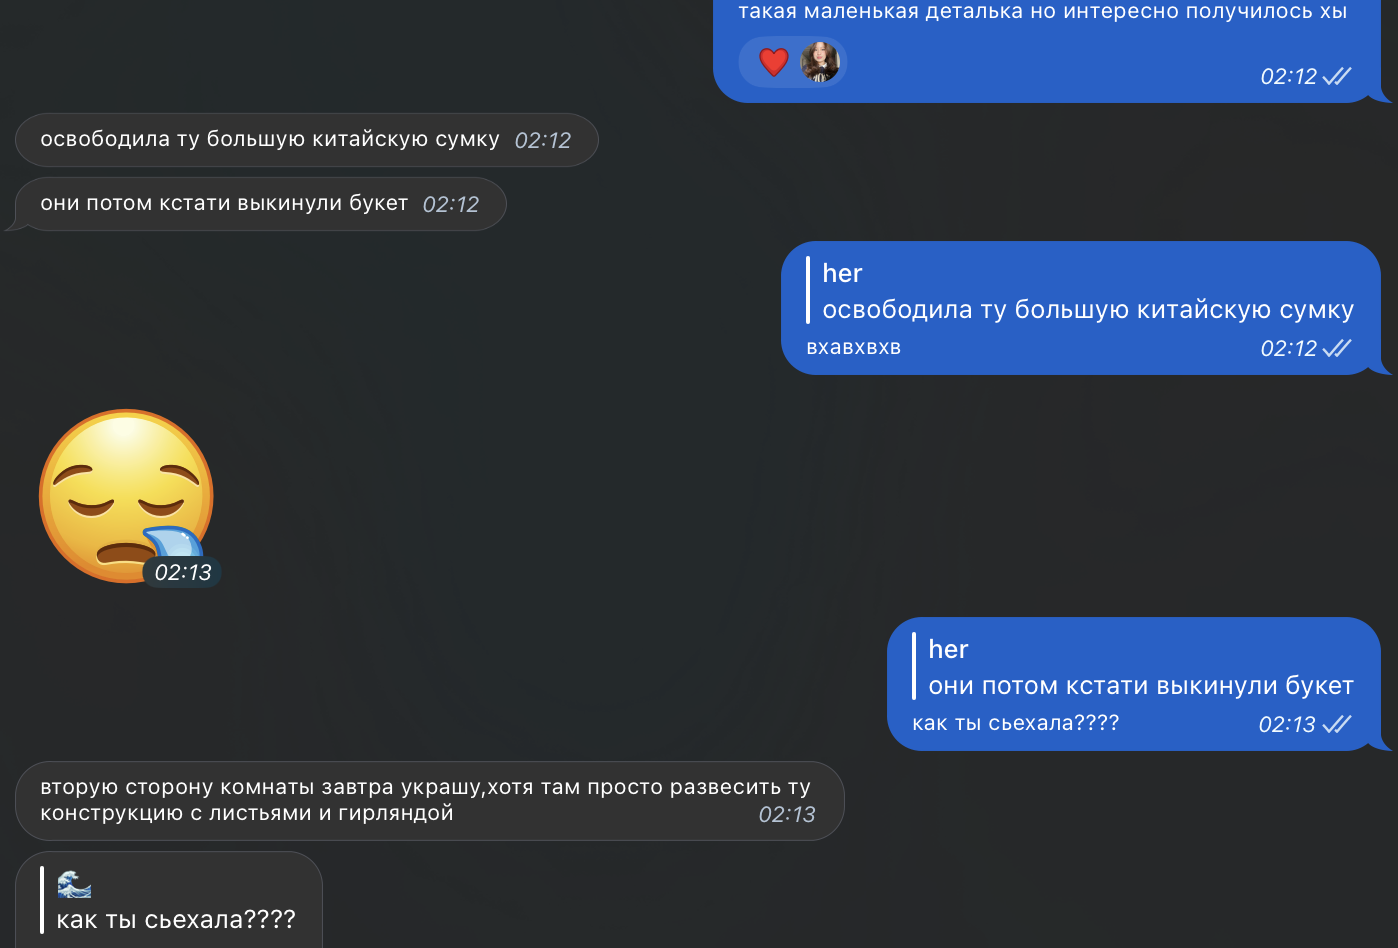 такая маленькая деталька но интересно получилось хы
02:12
освободила ту большую китайскую сумку 02:12
они потом кстати выкинули букет 02:12
her
освободила ту большую китайскую сумку
вхавхвхв 02:12
02:13
her
они потом кстати выкинули букет
как ты сьехала???? 02:13
вторую сторону комнаты завтра украшу,хотя там просто развесить ту
конструкцию с листьями и гирляндой 02:13
🌊
как ты сьехала????